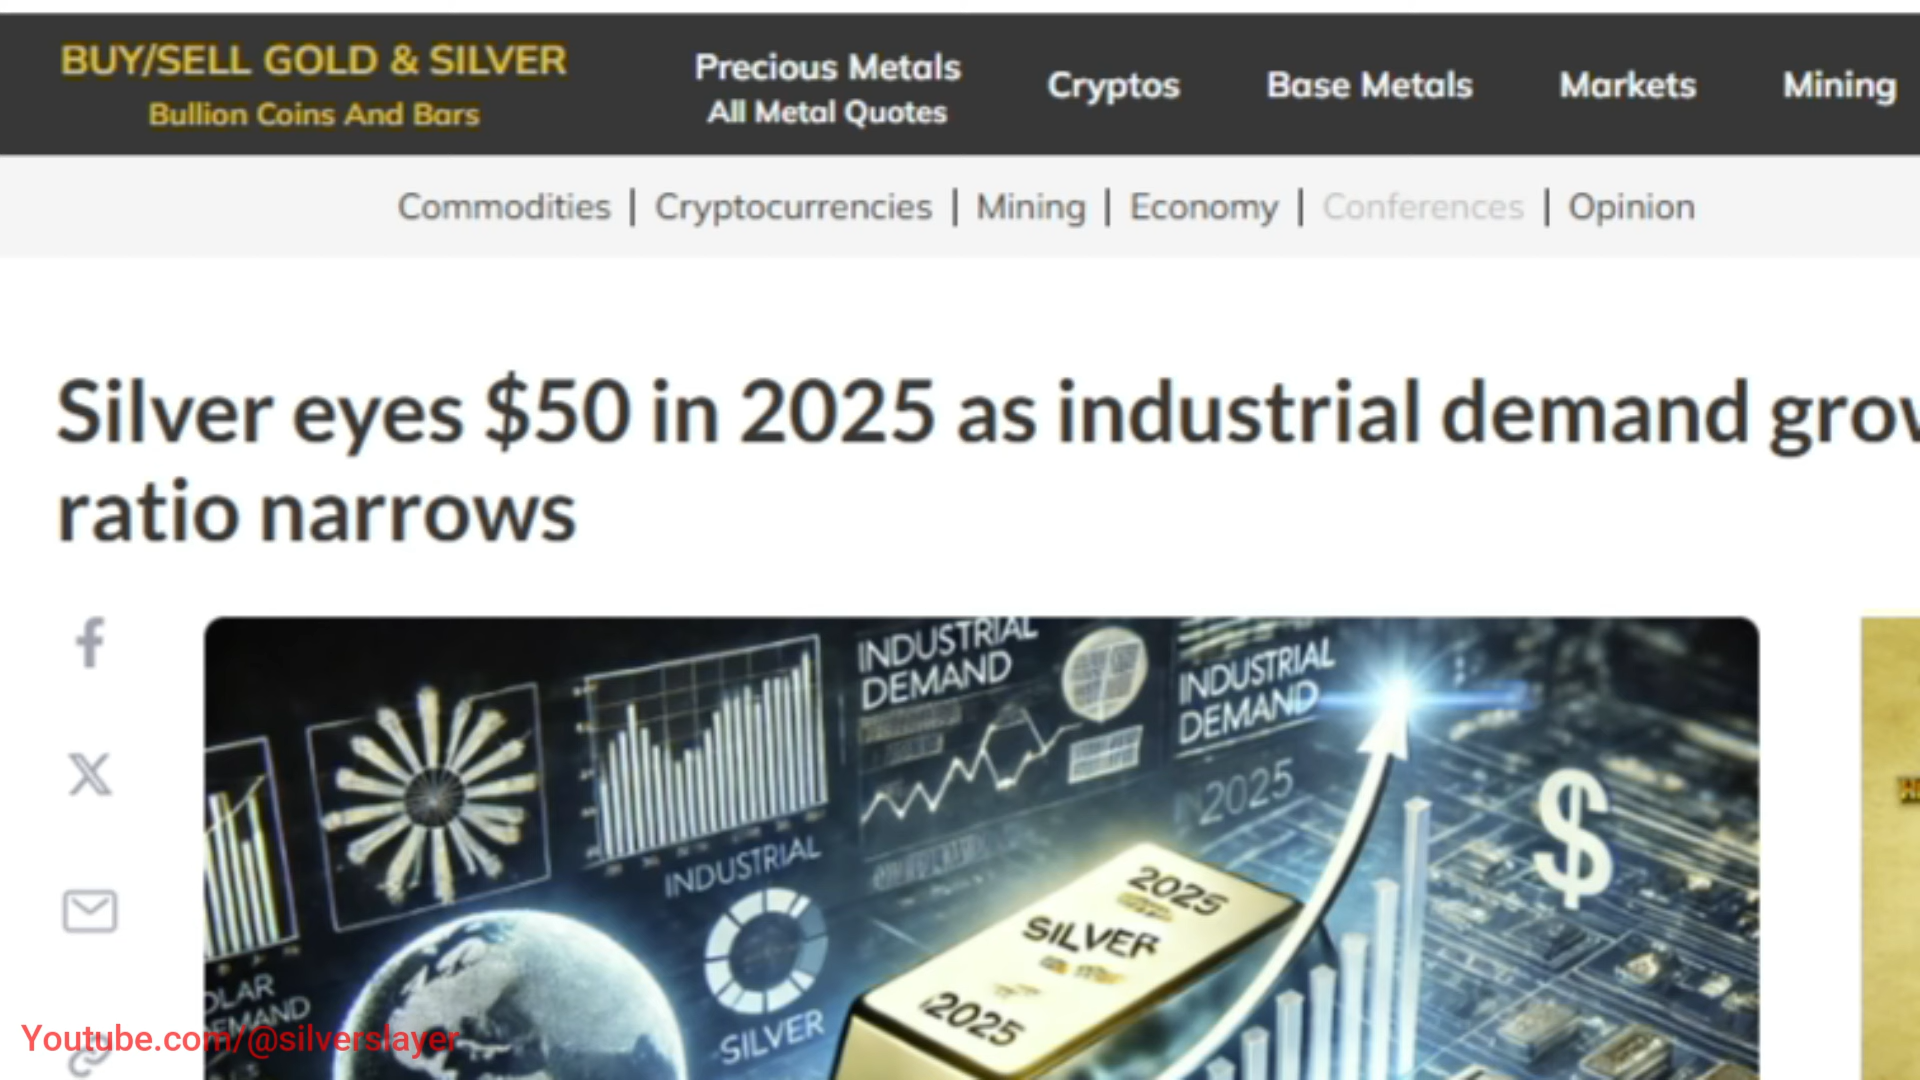 BUY/SELL GOLD & SILVER
Bullion Coins And Bars
Precious Metals
All Metal Quotes
Cryptos
Base Metals
Markets
Mining
Commodities | Cryptocurrencies | Mining | Economy | Conferences | Opinion
Silver eyes $50 in 2025 as industrial demand grow
ratio narrows
INDUSTRIAL
DEMAND
INDUSTRIAL
DEMAND
2025
INDUSTRIAL
$
2025
SILVER
2025
SILVER
OLAR
EMAND
Youtube.com/@silverslayer